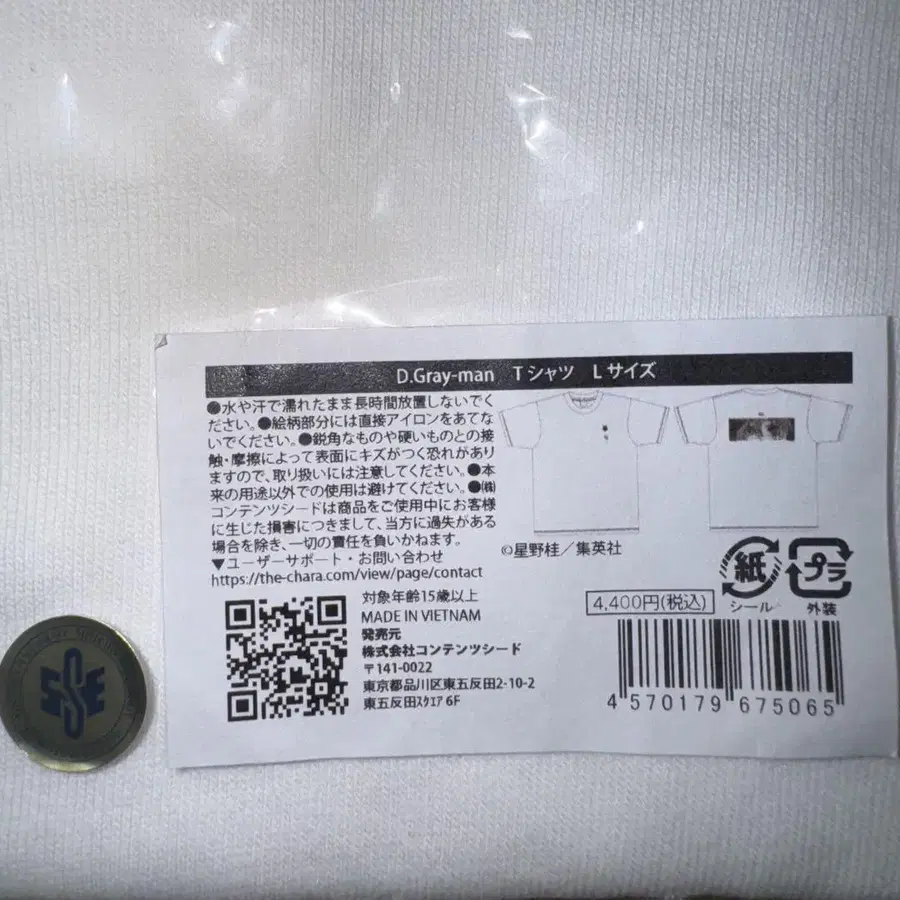 D.Gray-man Tシャツ Lサイズ
●水や汗で濡れたまま長時間放置しないでく
ださい。●絵柄部分には直接アイロンをあてな
いでください。●鋭角なものや硬いものとの接
触・摩擦によって表面にキズがつく恐れがあり
ますので、取り扱いには注意してください。●本
来の用途以外での使用は避けてください。●㈱
コンテンツシードは商品をご使用中にお客様
に生じた損害につきまして、当方に過失がある
場合を除き、一切の責任を負いかねます。
▼ユーザーサポート・お問い合わせ
https://the-chara.com/view/page/contact
©星野桂／集英社
対象年齢15歳以上
MADE IN VIETNAM
発売元
株式会社コンテンツシード
〒141-0022
東京都品川区東五反田2-10-2
東五反田ｽｸｴｱ 6F
紙
シール
プラ
外装
4,400円(税込)
4 570179 675065